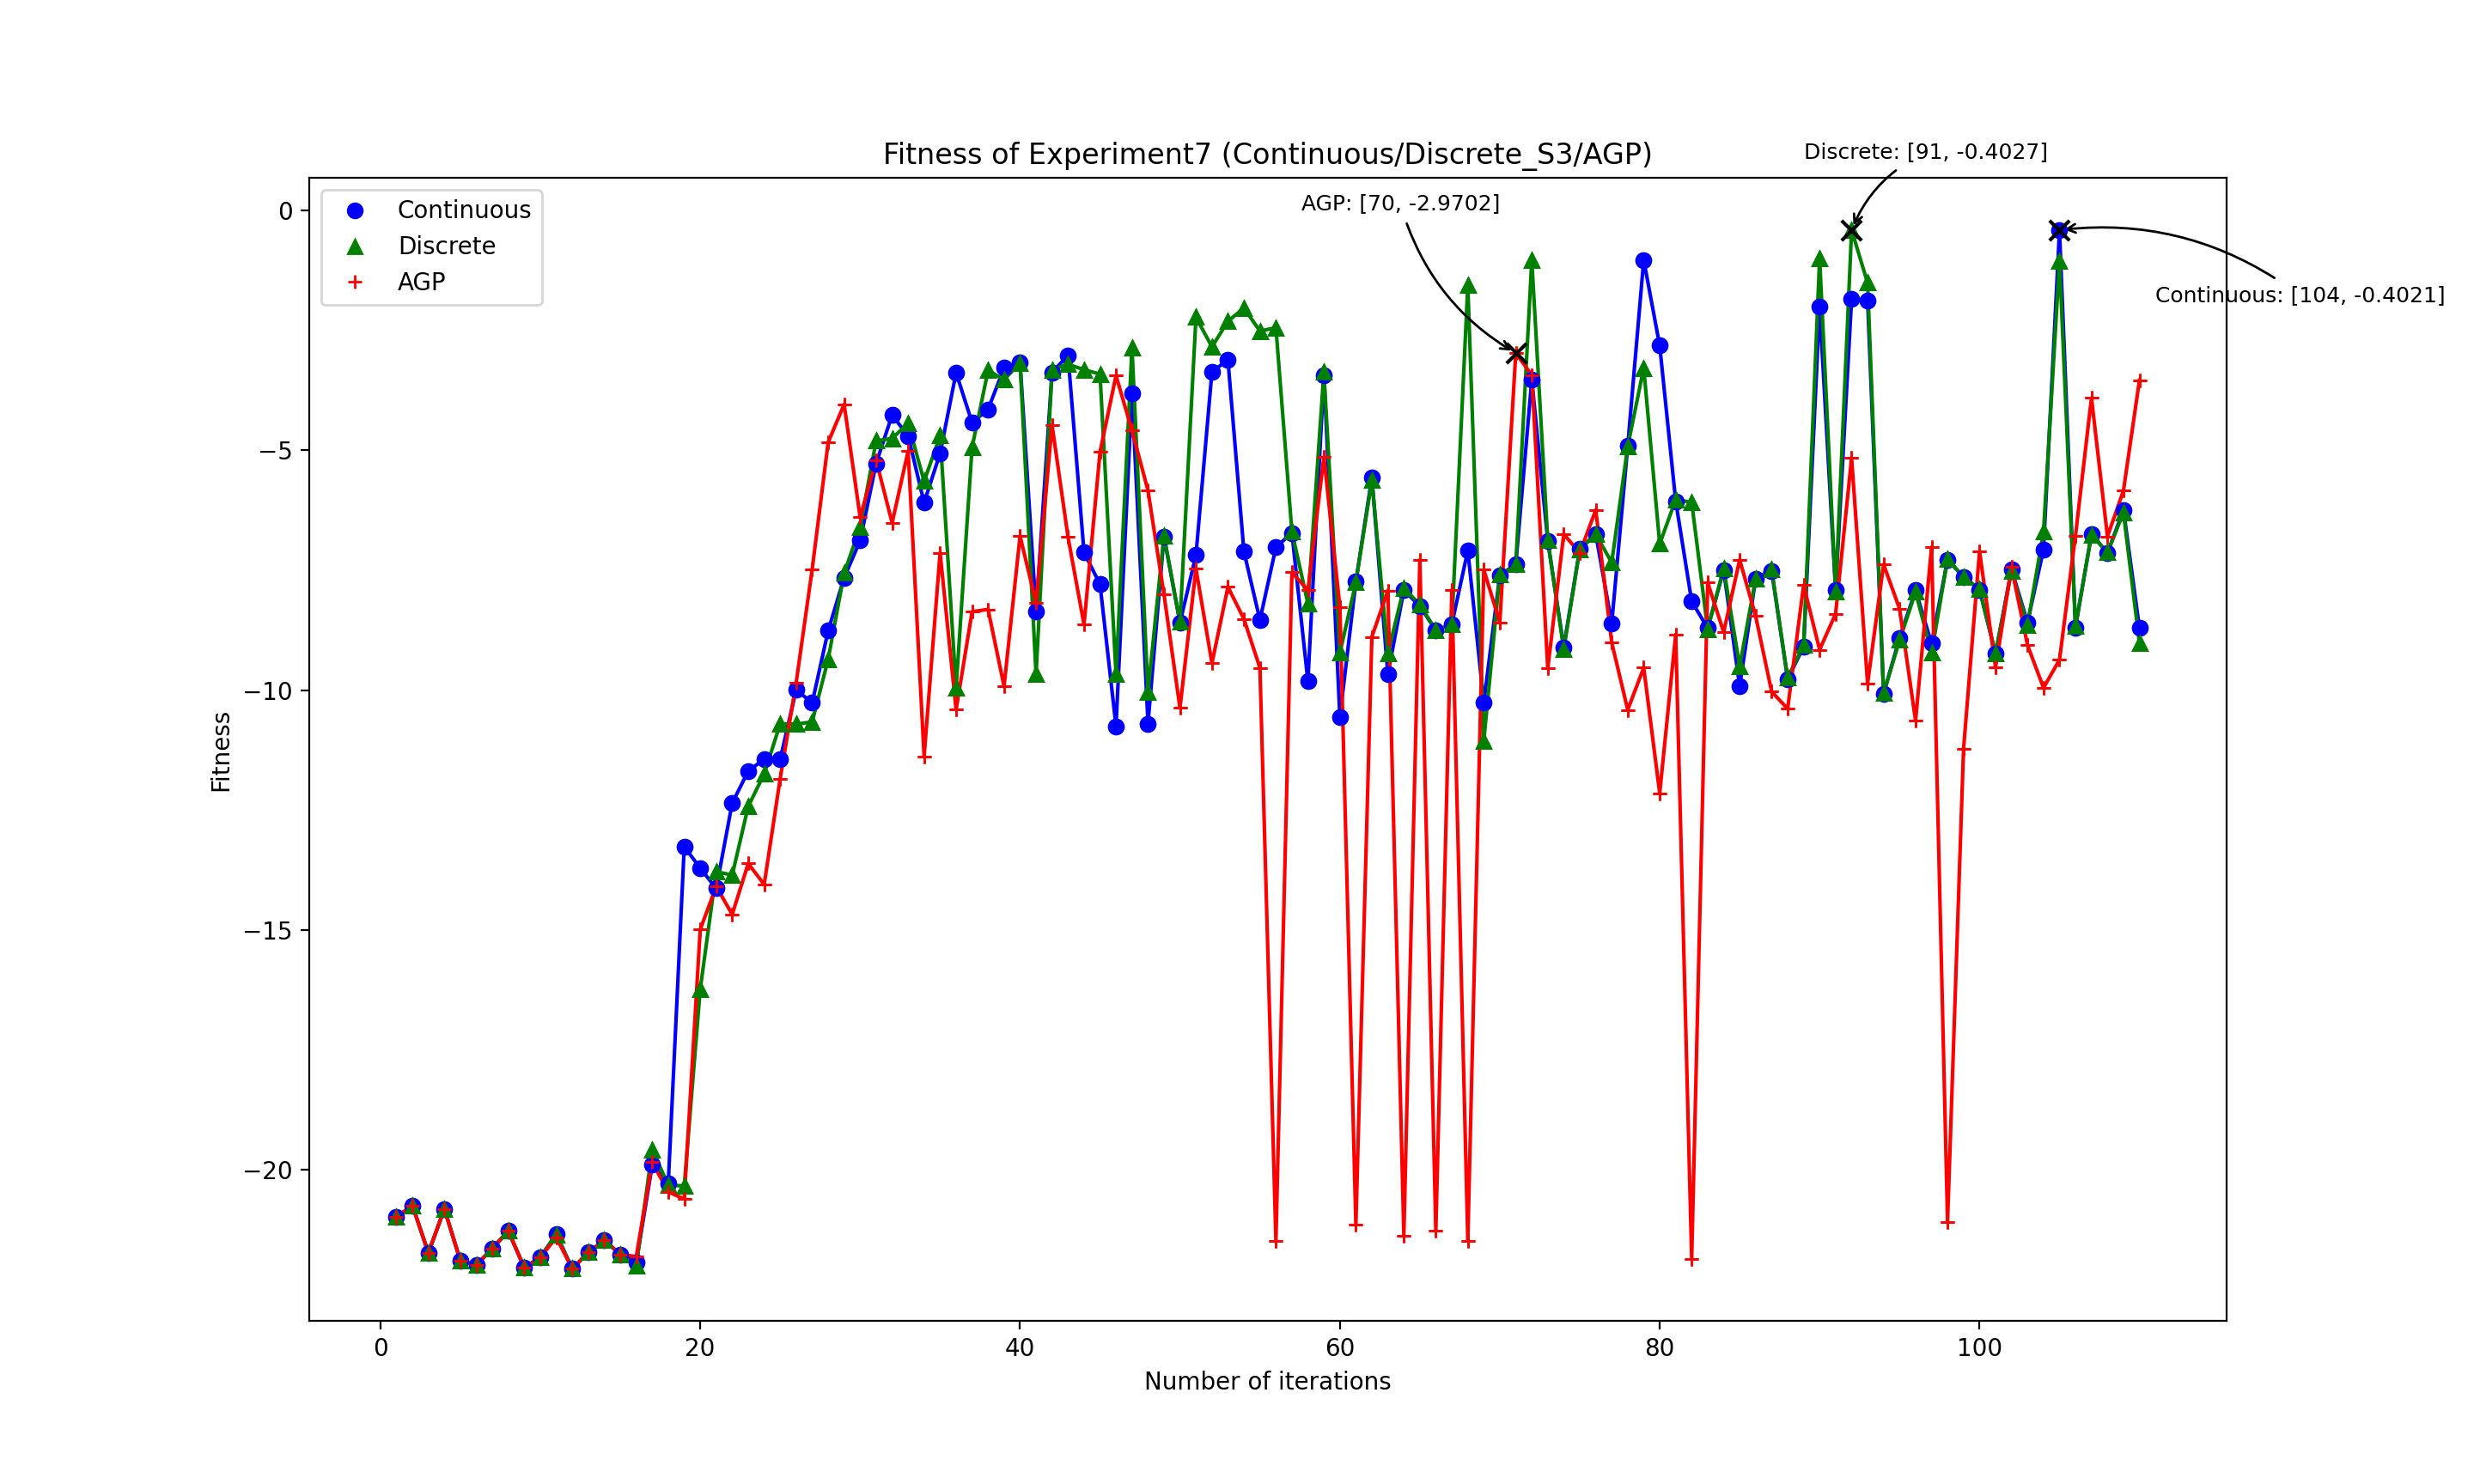 Fitness of Experiment7 (Continuous/Discrete_S3/AGP)
Discrete: [91, -0.4027]
AGP: [70, -2.9702]
Continuous: [104, -0.4021]
Continuous
Discrete
AGP
0
−5
−10
−15
−20
Fitness
0
20
40
60
80
100
Number of iterations